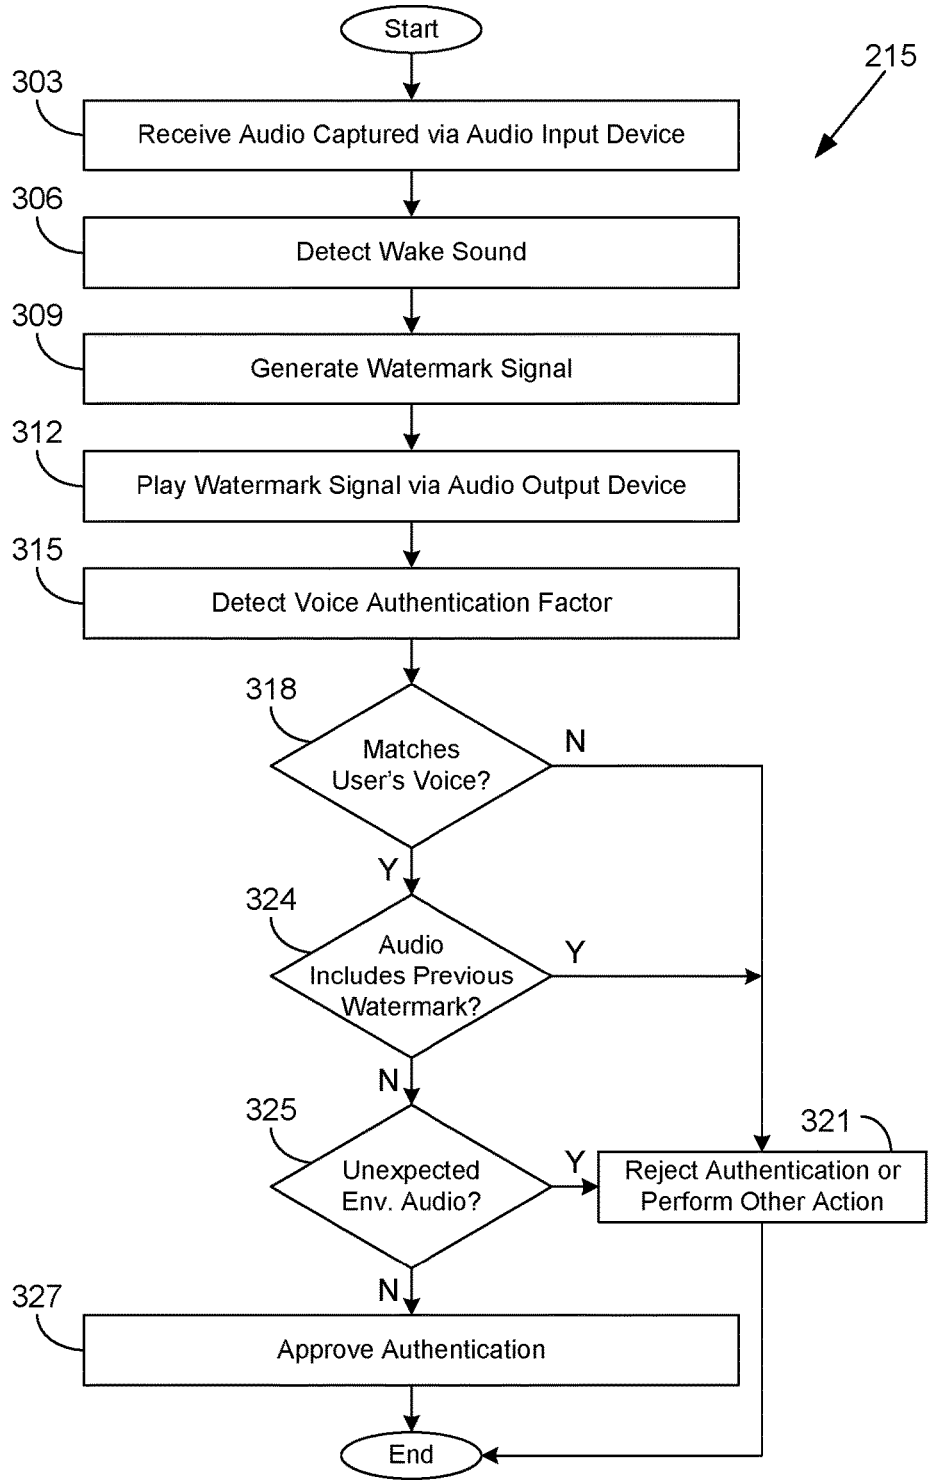 Start
215
303
Receive Audio Captured via Audio Input Device
306
Detect Wake Sound
309
Generate Watermark Signal
312
Play Watermark Signal via Audio Output Device
315
Detect Voice Authentication Factor
318
Matches
User's Voice?
N
Y
324
Audio
Includes Previous
Watermark?
Y
N
325
Unexpected
Env. Audio?
Y
321
Reject Authentication or
Perform Other Action
N
327
Approve Authentication
End